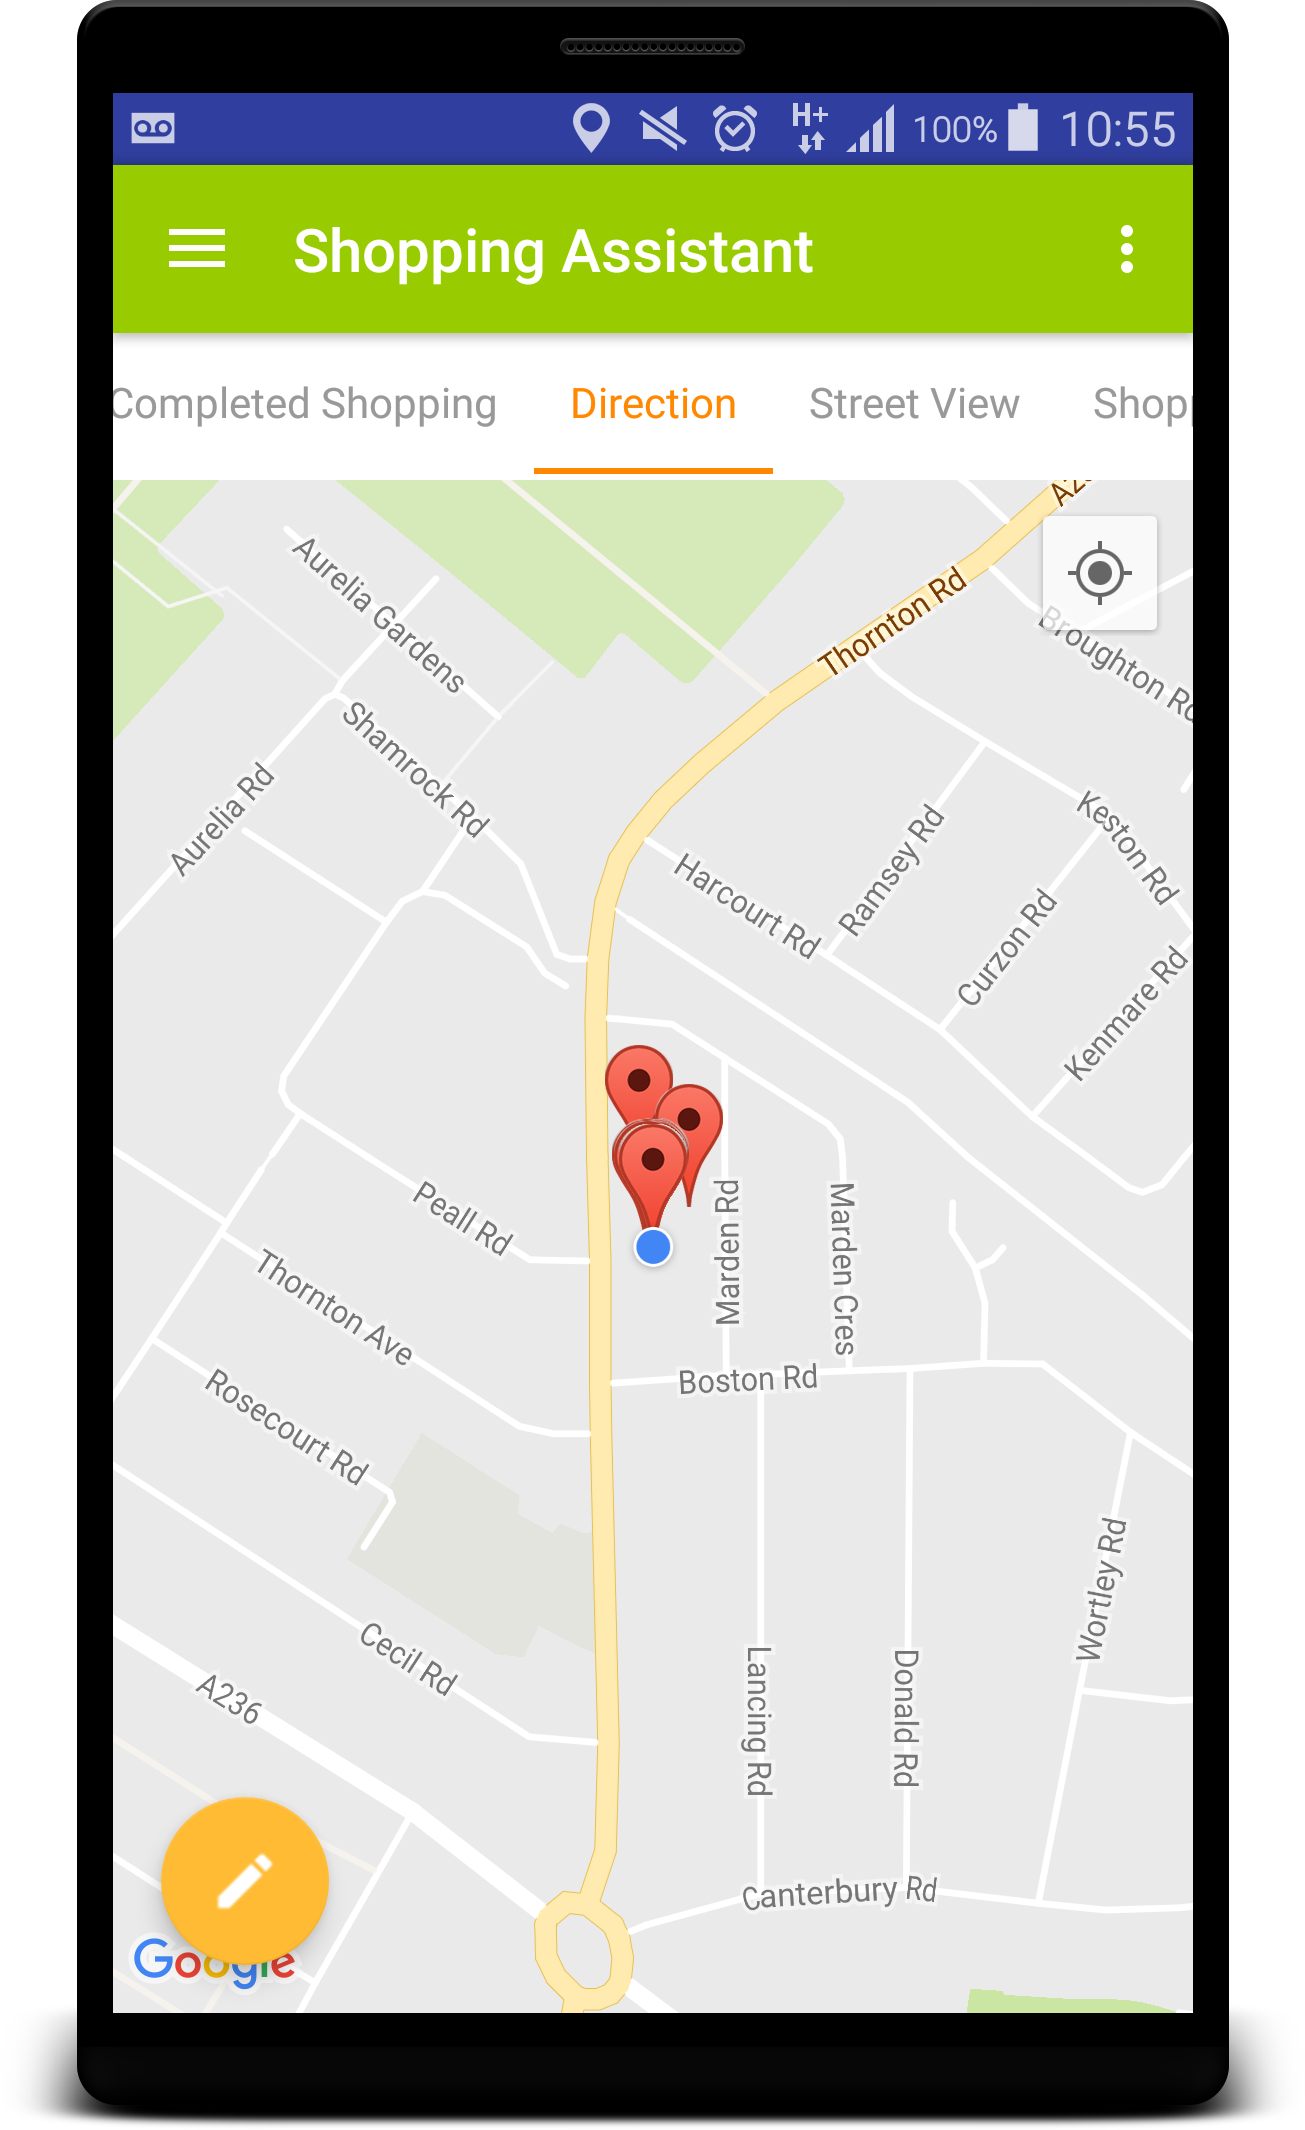 H+ 100% 10:55
Shopping Assistant
Completed Shopping Direction Street View Shop
Thornton Rd
Aurelia Gardens
Broughton Rd
Shamrock Rd
Aurelia Rd
Keston Rd
Ramsey Rd
Harcourt Rd
Curzon Rd
Kenmare Rd
Peall Rd
Marden Rd
Marden Cres
Thornton Ave
Boston Rd
Rosecourt Rd
Wortley Rd
Cecil Rd
Lancing Rd
Donald Rd
A236
Canterbury Rd
Google